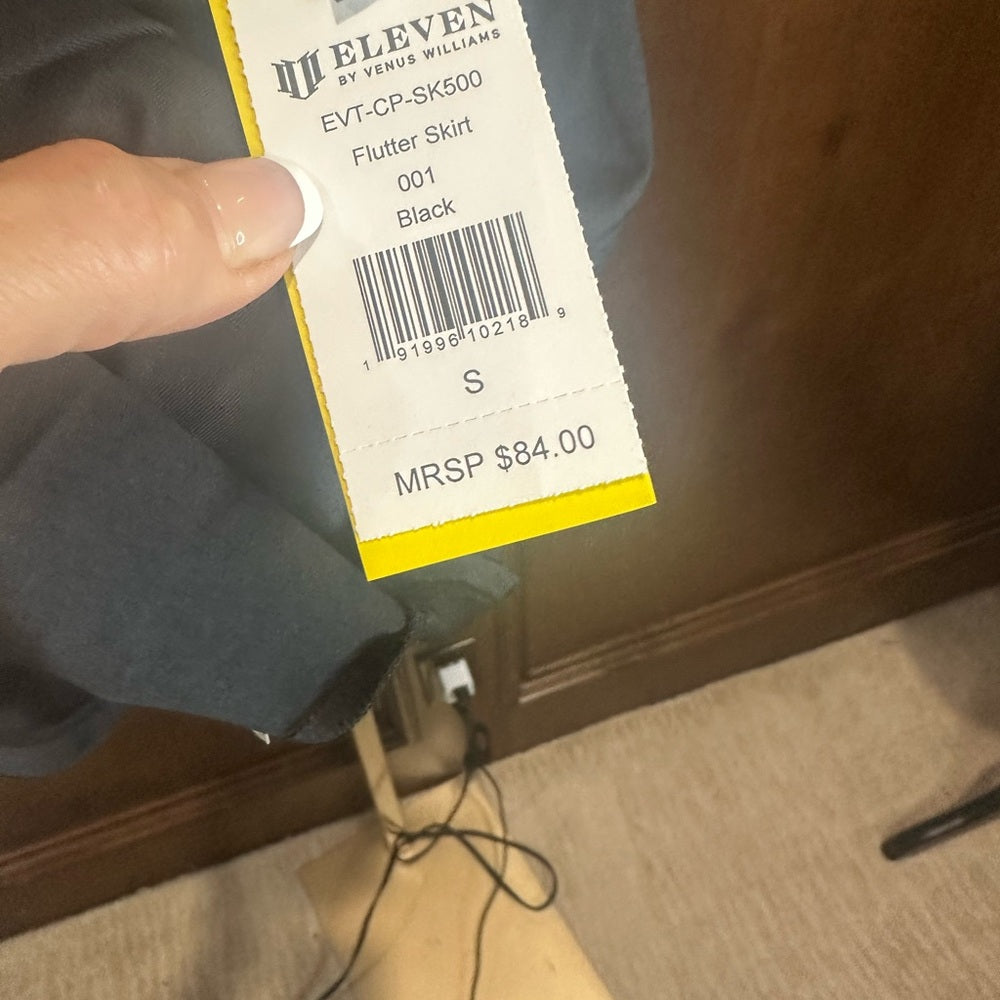 ELEVEN
BY VENUS WILLIAMS
EVT-CP-SK500
Flutter Skirt
001
Black
1 91996 10218 9
S
MRSP $84.00